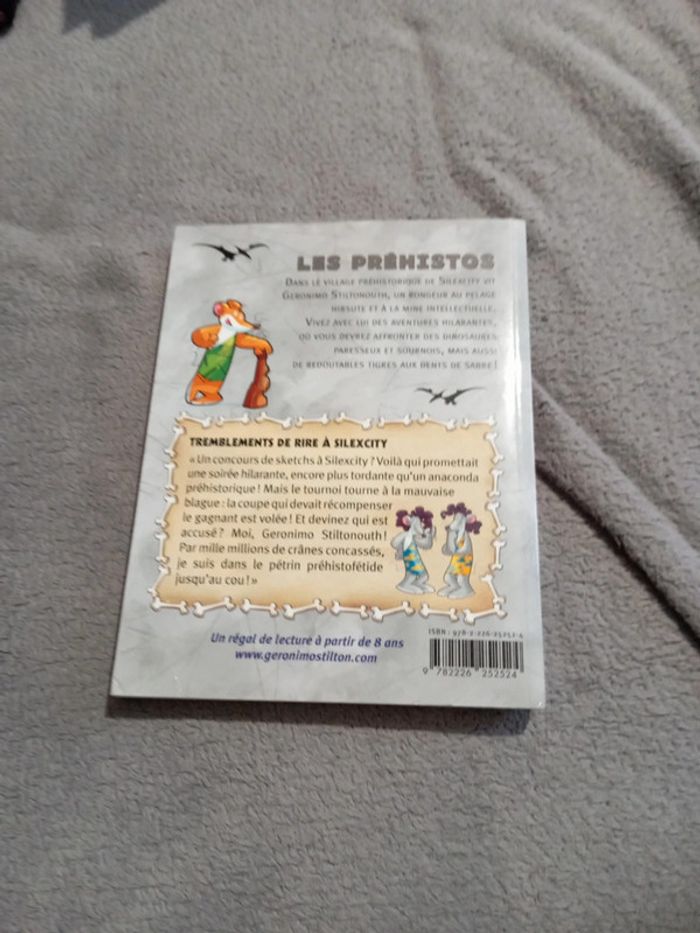 LES PRÉHISTOS
DANS LE VILLAGE PRÉHISTORIQUE DE SILEXCITY VIT
GERONIMO STILTONOUTH, UN RONGEUR AU PELAGE
HIRSUTE ET À LA MINE INTELLECTUELLE.
VIVEZ AVEC LUI DES AVENTURES HILARANTES,
OÙ VOUS DEVREZ AFFRONTER DES DINOSAURES
PARESSEUX ET SOURNOIS, MAIS AUSSI
DE REDOUTABLES TIGRES AUX DENTS DE SABRE !
TREMBLEMENTS DE RIRE À SILEXCITY
« Un concours de sketchs à Silexcity ? Voilà qui promettait
une soirée hilarante, encore plus tordante qu'un anaconda
préhistorique ! Mais le tournoi tourne à la mauvaise
blague : la coupe qui devait récompenser
le gagnant est volée ! Et devinez qui est
accusé ? Moi, Geronimo Stiltonouth !
Par mille millions de crânes concassés,
je suis dans le pétrin préhistofétide
jusqu'au cou ! »
Un régal de lecture à partir de 8 ans
www.geronimostilton.com
ISBN : 978-2-226-25252-4
9 782226 252524